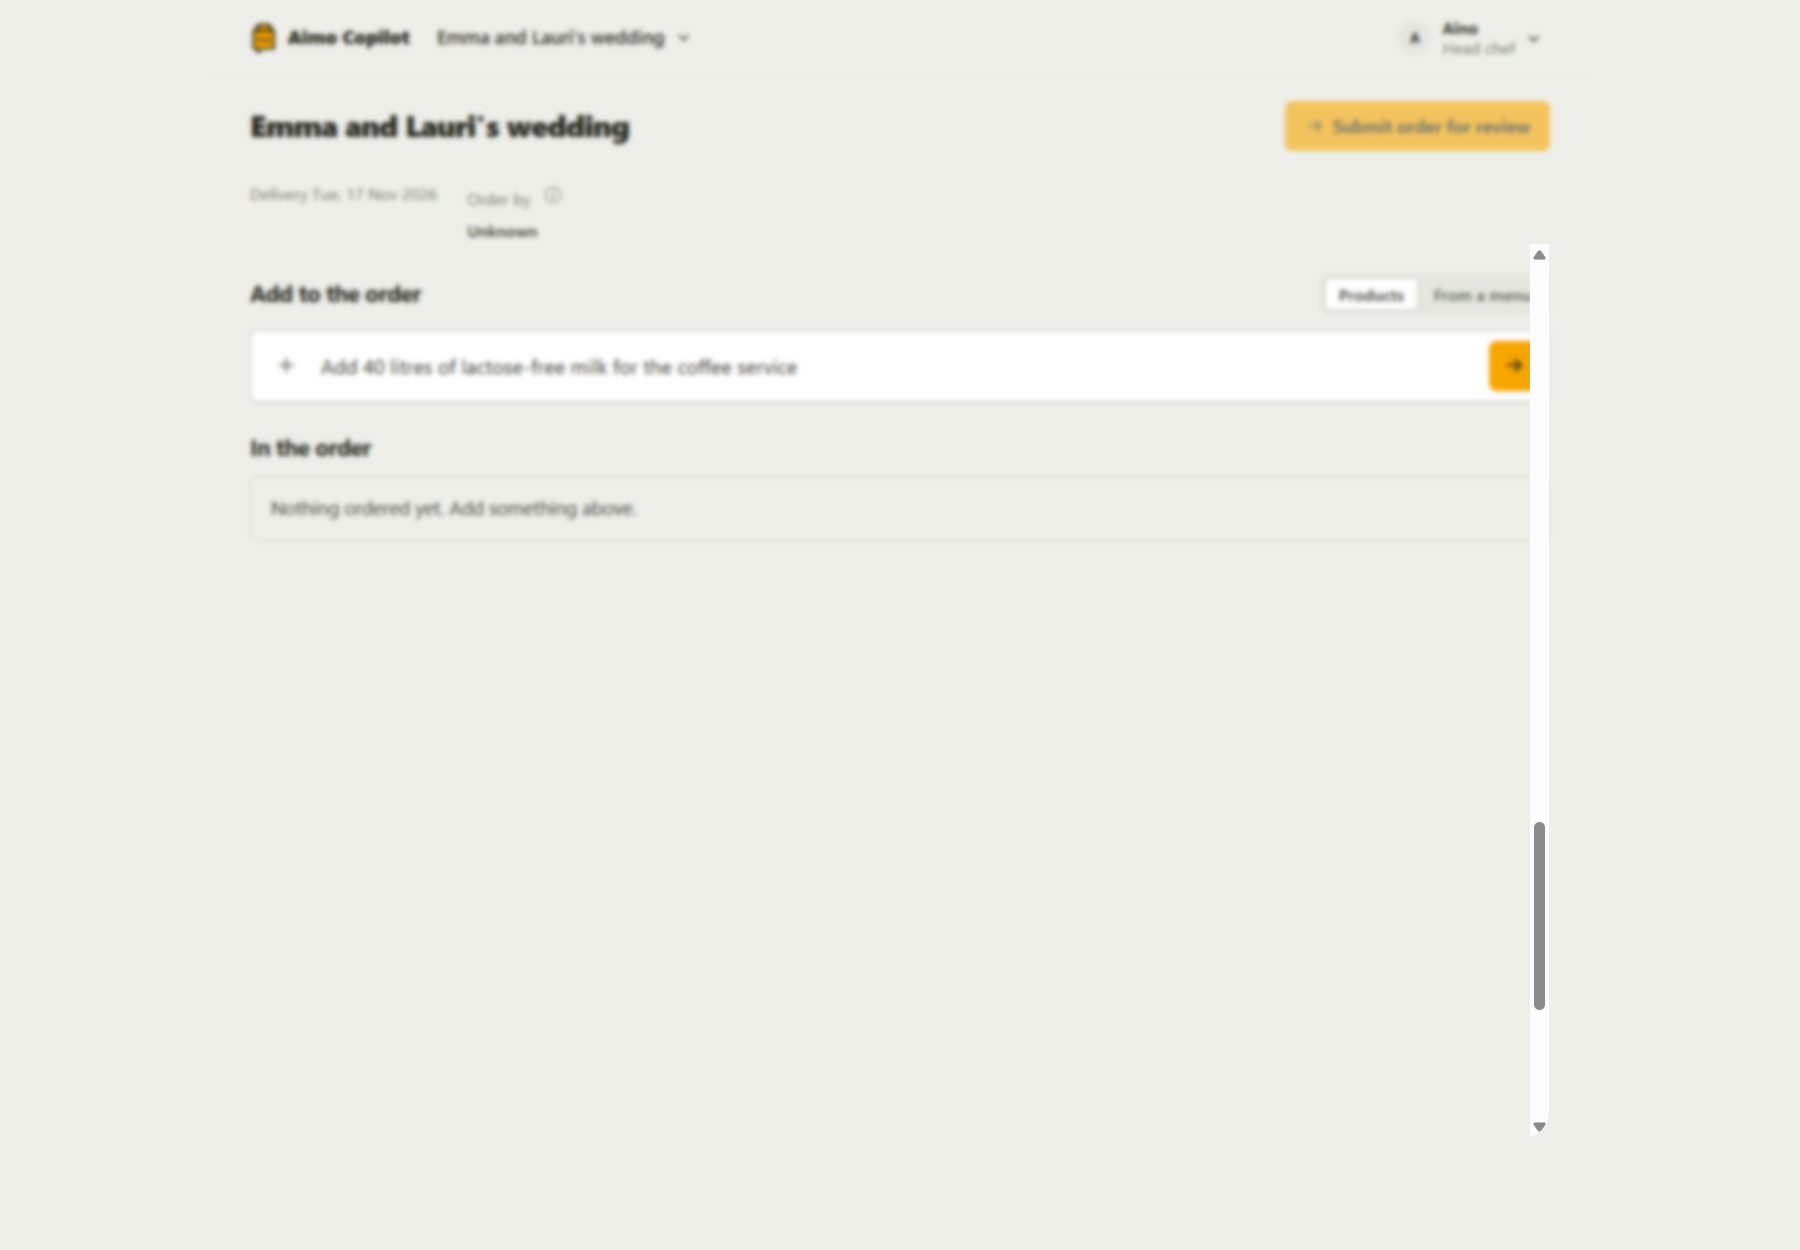 Aimo Copilot
Emma and Lauri's wedding
A
Aino
Head chef
Emma and Lauri's wedding
Submit order for review
Delivery Tue, 17 Nov 2026
Order by
Unknown
Add to the order
Products
From a menu
Add 40 litres of lactose-free milk for the coffee service
In the order
Nothing ordered yet. Add something above.